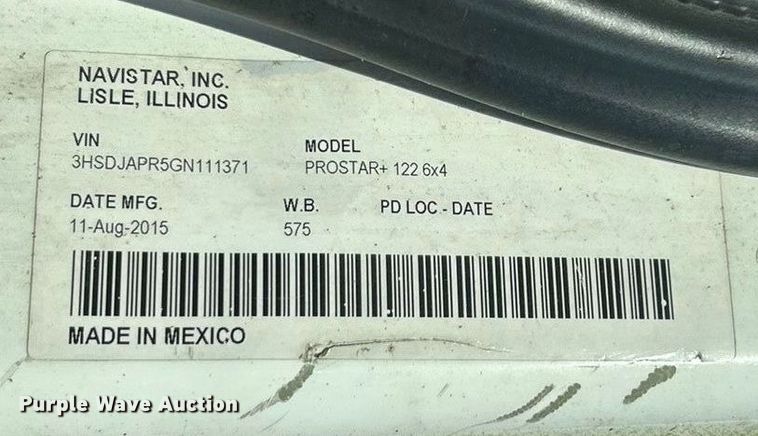 NAVISTAR, INC.
LISLE, ILLINOIS
VIN MODEL
3HSDJAPR5GN111371 PROSTAR+ 122 6x4
DATE MFG. W.B. PD LOC - DATE
11-Aug-2015 575
MADE IN MEXICO
Purple Wave Auction